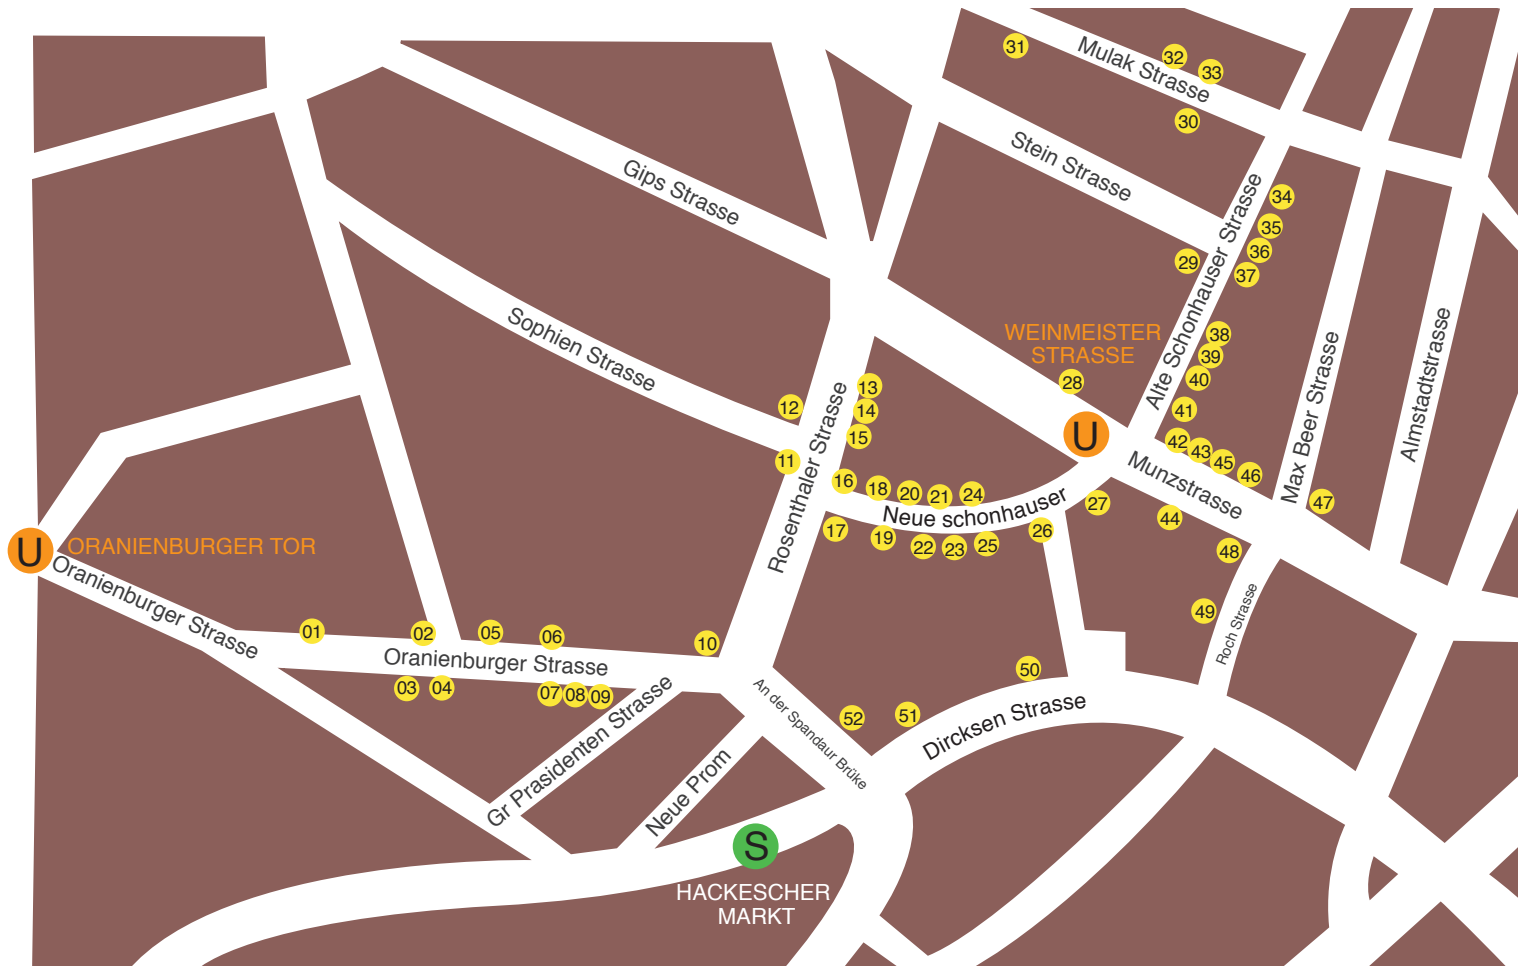 31
Mulak Strasse
32
33
30
Stein Strasse
Gips Strasse
34
35
36
37
29
Alte Schonhauser Strasse
Sophien Strasse
WEINMEISTER
STRASSE
28
U
38
39
40
41
42
43
45
46
47
Max Beer Strasse
Almstadtstrasse
Munzstrasse
12
13
14
15
11
Rosenthaler Strasse
16
18
20
21
24
Neue schonhauser
17
19
22
23
25
26
27
44
48
49
Roch Strasse
U
ORANIENBURGER TOR
Oranienburger Strasse
01
02
05
06
10
Oranienburger Strasse
03
04
07
08
09
Gr Prasidenten Strasse
Neue Prom
An der Spandaur Brüke
52
51
50
Dircksen Strasse
S
HACKESCHER
MARKT